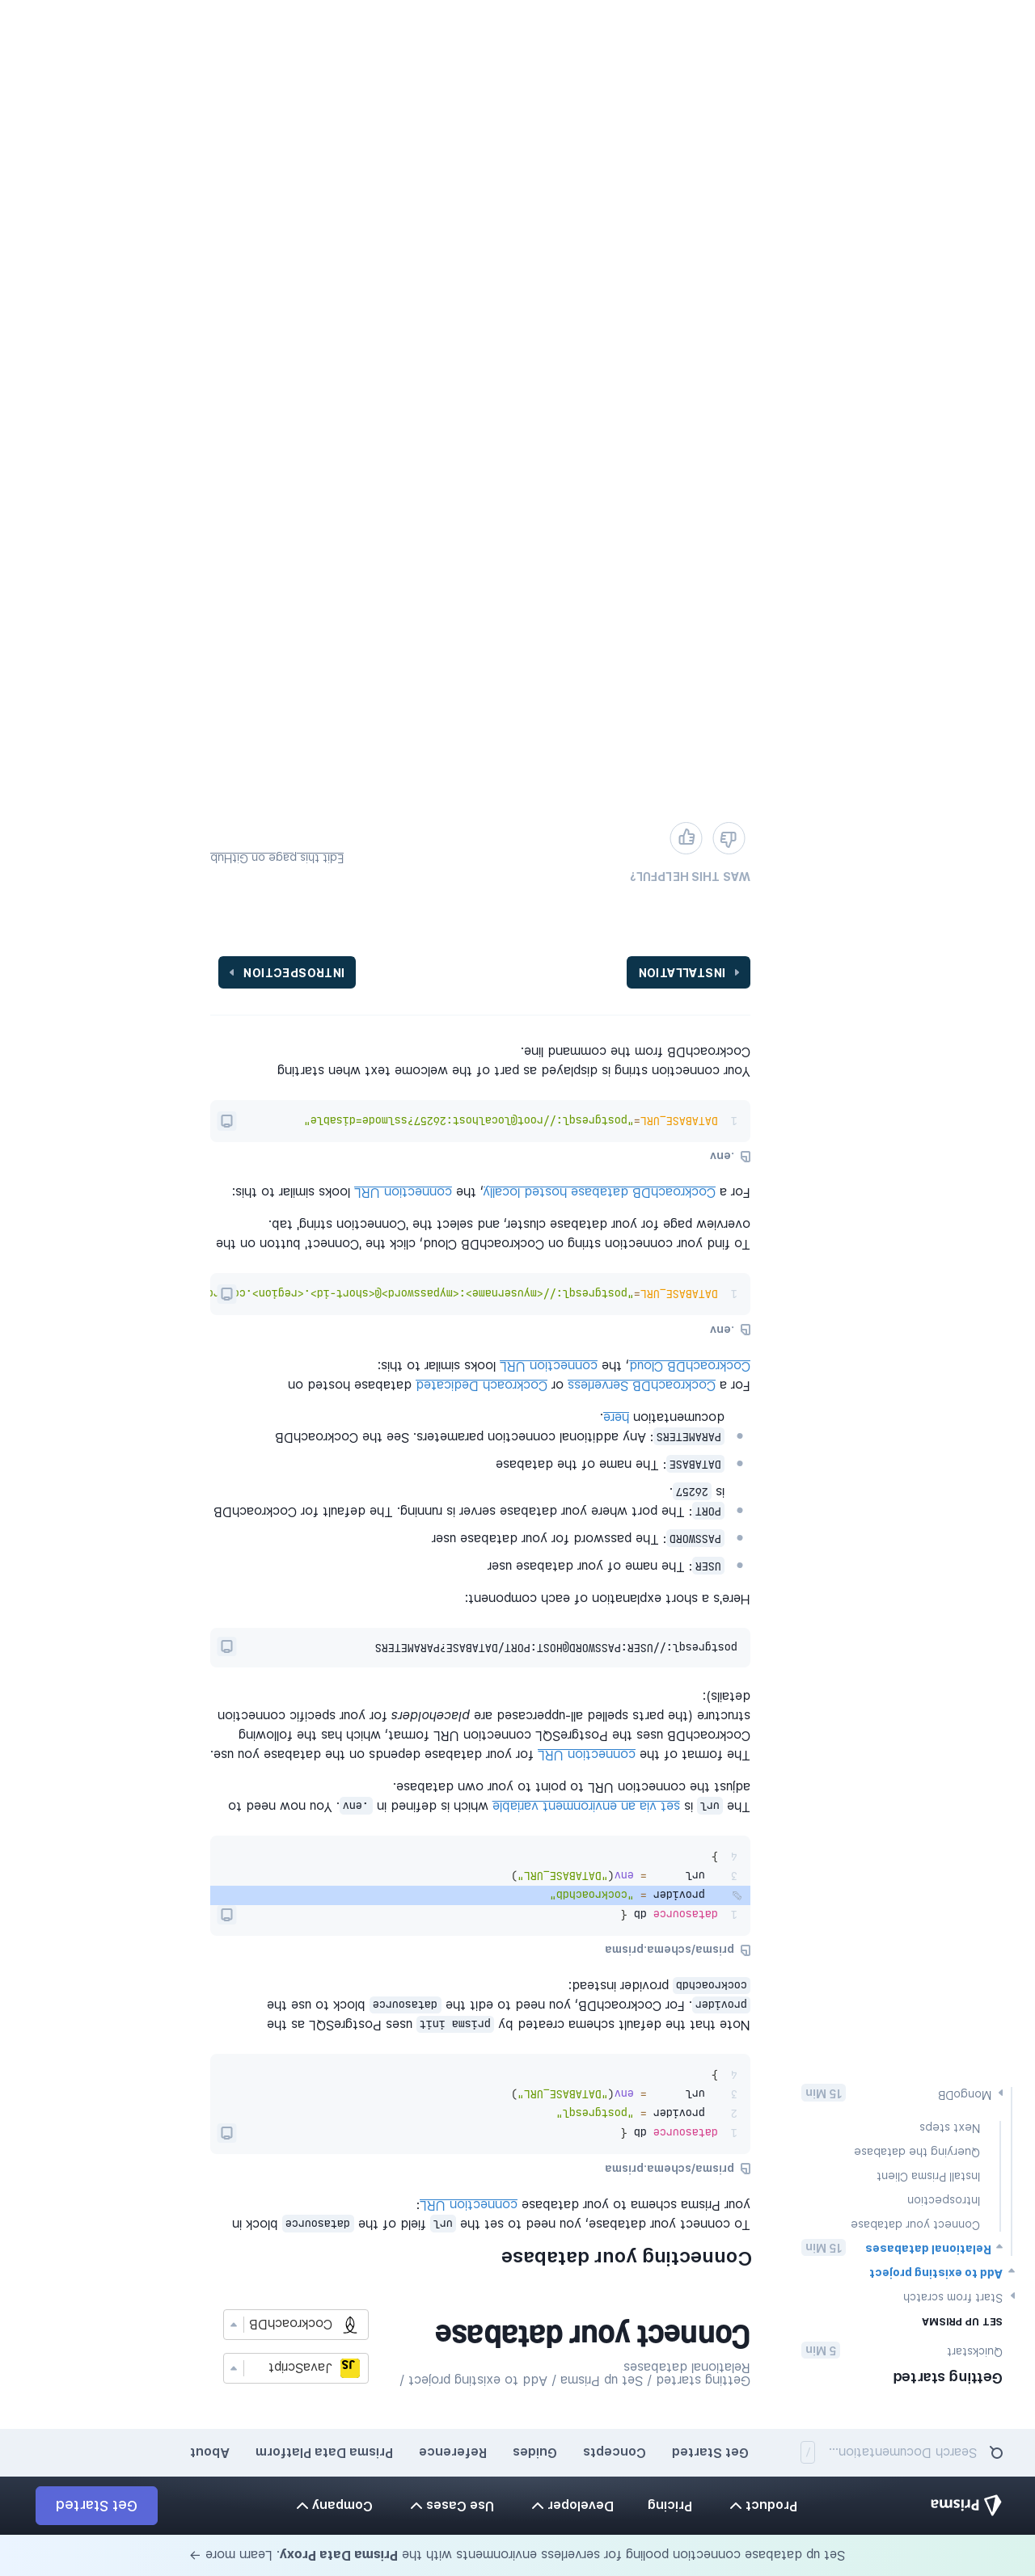 Set up database connection pooling for serverless environments with the Prisma Data Proxy. Learn more →
Prisma
Product
Pricing
Developer
Use Cases
Company
Get Started
Search Documentation...
/
Get Started
Concepts
Guides
Reference
Prisma Data Platform
About
Getting started
Quickstart
5 Min
SET UP PRISMA
Start from scratch
Add to existing project
Relational databases
15 Min
Connect your database
Introspection
Install Prisma Client
Querying the database
Next steps
MongoDB
15 Min
Getting started / Set up Prisma / Add to existing project /
Relational databases
Connect your database
JS JavaScript
CockroachDB
Connecting your database
To connect your database, you need to set the url field of the datasource block in
your Prisma schema to your database connection URL:
prisma/schema.prisma
1 datasource db {
2 provider = "postgresql"
3 url = env("DATABASE_URL")
4 }
Note that the default schema created by prisma init uses PostgreSQL as the
provider. For CockroachDB, you need to edit the datasource block to use the
cockroachdb provider instead:
prisma/schema.prisma
1 datasource db {
provider = "cockroachdb"
3 url = env("DATABASE_URL")
4 }
The url is set via an environment variable which is defined in .env. You now need to
adjust the connection URL to point to your own database.
The format of the connection URL for your database depends on the database you use.
CockroachDB uses the PostgreSQL connection URL format, which has the following
structure (the parts spelled all-uppercased are placeholders for your specific connection
details):
postgresql://USER:PASSWORD@HOST:PORT/DATABASE?PARAMETERS
Here's a short explanation of each component:
USER: The name of your database user
PASSWORD: The password for your database user
PORT: The port where your database server is running. The default for CockroachDB
is 26257.
DATABASE: The name of the database
PARAMETERS: Any additional connection parameters. See the CockroachDB
documentation here.
For a CockroachDB Serverless or Cockroach Dedicated database hosted on
CockroachDB Cloud, the connection URL looks similar to this:
.env
1 DATABASE_URL="postgresql://<myusername>:<mypassword>@<short-id>.<region>.co
To find your connection string on CockroachDB Cloud, click the 'Connect' button on the
overview page for your database cluster, and select the 'Connection string' tab.
For a CockroachDB database hosted locally, the connection URL looks similar to this:
.env
1 DATABASE_URL="postgresql://root@localhost:26257?sslmode=disable"
Your connection string is displayed as part of the welcome text when starting
CockroachDB from the command line.
INSTALLATION
INTROSPECTION
WAS THIS HELPFUL?
Edit this page on GitHub